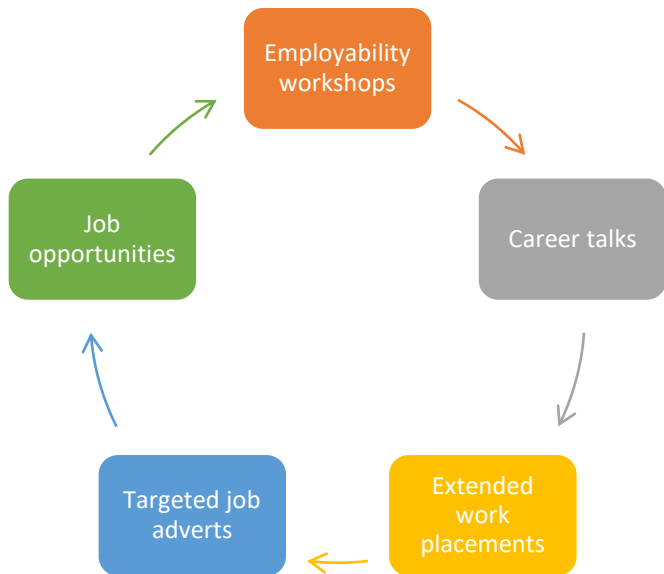 Employability
workshops
Career talks
Extended
work
placements
Targeted job
adverts
Job
opportunities